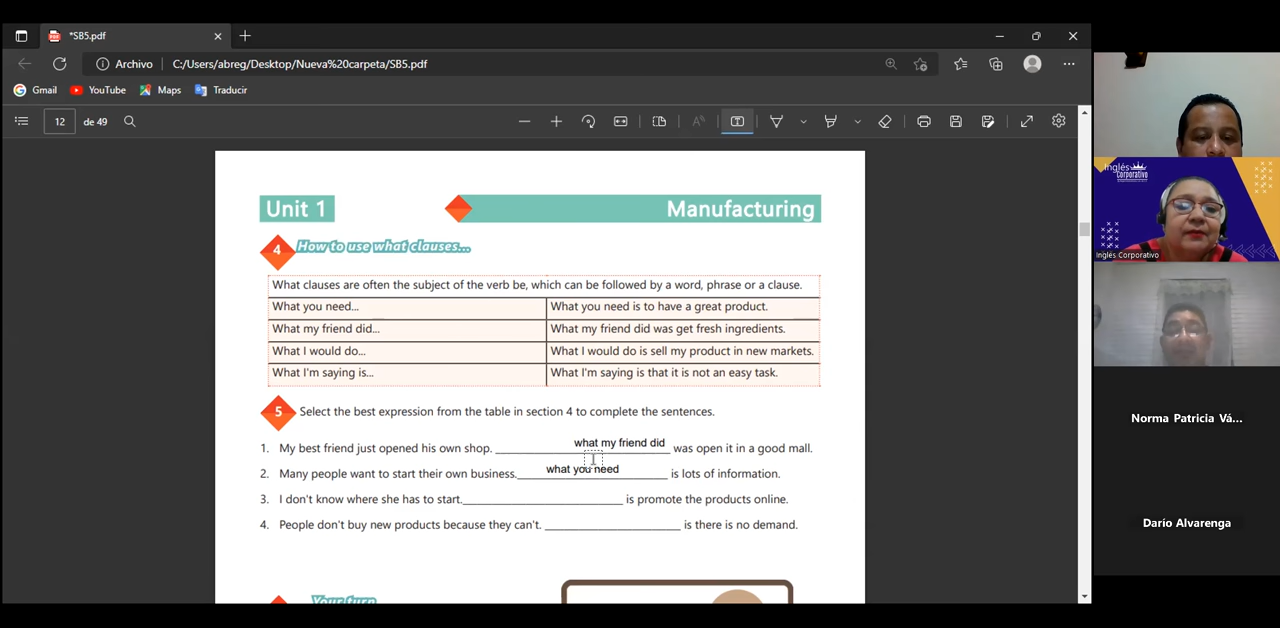 *SB5.pdf
Archivo
C:/Users/abreg/Desktop/Nueva%20carpeta/SB5.pdf
Gmail
YouTube
Maps
Traducir
12
de 49
Unit 1
Manufacturing
4
How to use what clauses...
What clauses are often the subject of the verb be, which can be followed by a word, phrase or a clause.
What you need...
What you need is to have a great product.
What my friend did...
What my friend did was get fresh ingredients.
What I would do...
What I would do is sell my product in new markets.
What I'm saying is...
What I'm saying is that it is not an easy task.
5
Select the best expression from the table in section 4 to complete the sentences.
1. My best friend just opened his own shop. what my friend did was open it in a good mall.
2. Many people want to start their own business. what you need is lots of information.
3. I don't know where she has to start. is promote the products online.
4. People don't buy new products because they can't. is there is no demand.
Your turn
Inglés
Corporativo
Inglés Corporativo
Norma Patricia Vá...
Darío Alvarenga